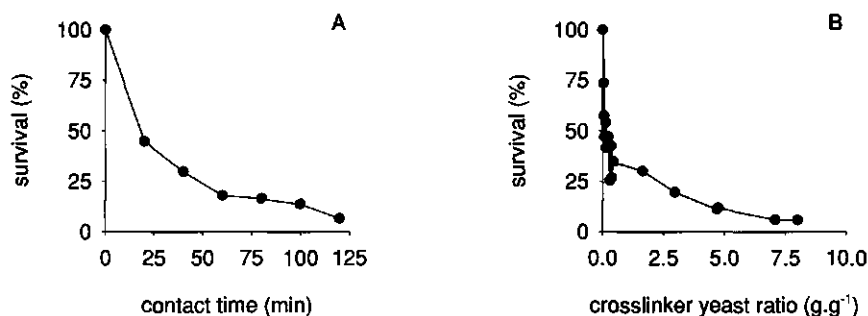 A
100
75
50
25
0
survival (%)
0 25 50 75 100 125
contact time (min)
B
100
75
50
25
0
survival (%)
0.0 2.5 5.0 7.5 10.0
crosslinker yeast ratio (g.g⁻¹)